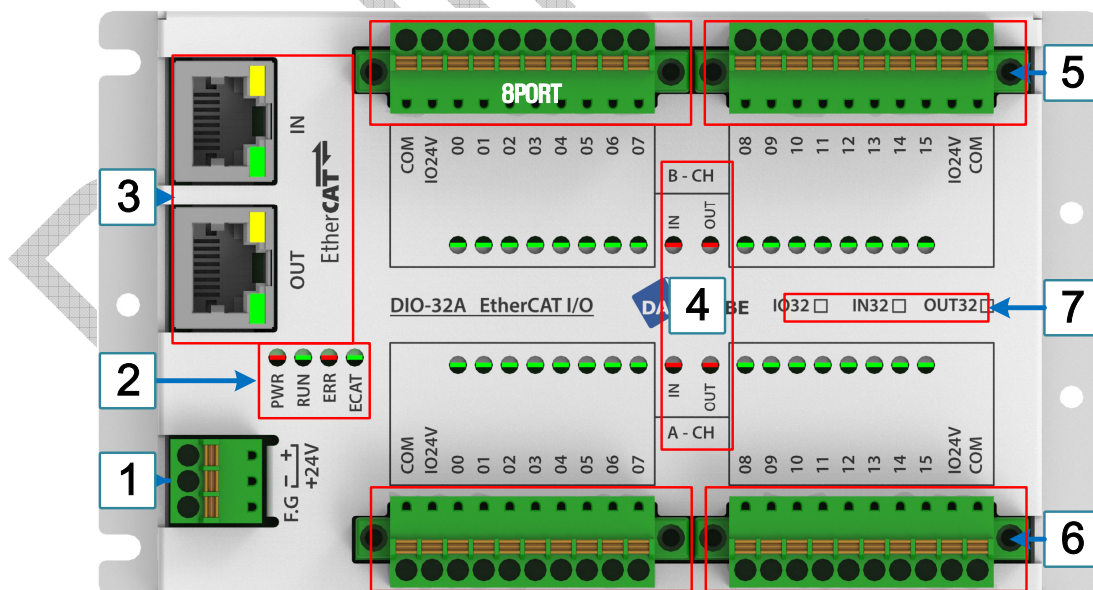 8PORT
5
COM IO24V 00 01 02 03 04 05 06 07
08 09 10 11 12 13 14 15 IO24V COM
IN
EtherCAT
3
OUT
B - CH
IN OUT
DIO-32A EtherCAT I/O
DA
4
BE
IO32 □ IN32 □ OUT32 □
7
2
PWR RUN ERR ECAT
IN OUT
A - CH
COM IO24V 00 01 02 03 04 05 06 07
08 09 10 11 12 13 14 15 IO24V COM
1
F.G - +
+24V
6